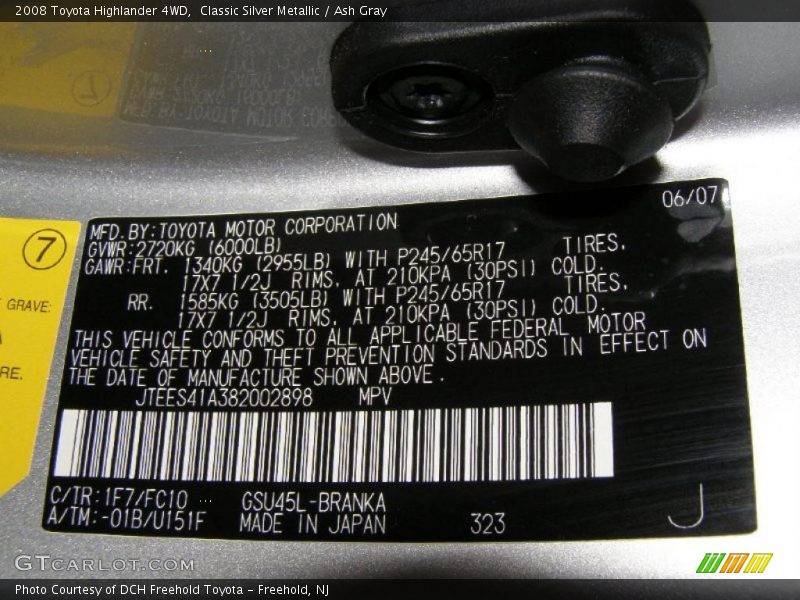 2008 Toyota Highlander 4WD,  Classic Silver Metallic / Ash Gray
06/07
MFD. BY: TOYOTA MOTOR CORPORATION
GVWR: 2720KG (6000LB)
GAWR: FRT. 1340KG (2955LB) WITH P245/65R17 TIRES,
17X7 1/2J RIMS, AT 210KPA (30PSI) COLD.
RR. 1585KG (3505LB) WITH P245/65R17 TIRES,
17X7 1/2J RIMS, AT 210KPA (30PSI) COLD.
THIS VEHICLE CONFORMS TO ALL APPLICABLE FEDERAL MOTOR
VEHICLE SAFETY AND THEFT PREVENTION STANDARDS IN EFFECT ON
THE DATE OF MANUFACTURE SHOWN ABOVE.
JTEES41A382002898 MPV
C/TR: 1F7/FC10 GSU45L-BRANKA
A/TM: -01B/U151F MADE IN JAPAN 323
J
7
GRAVE:
RE.
GTCARLOT.COM
Photo Courtesy of DCH Freehold Toyota - Freehold, NJ